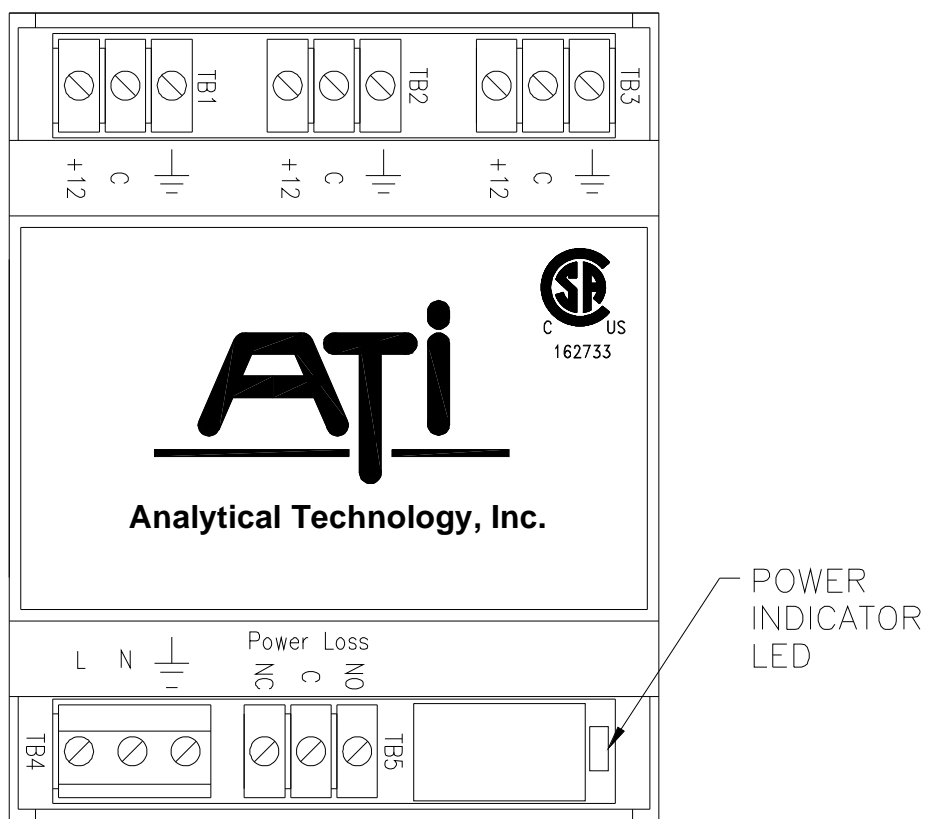 TB1 TB2 TB3
+12 C +12 C +12 C
CSA
C US
162733
ATi
Analytical Technology, Inc.
POWER
INDICATOR
LED
Power Loss
L N NC C NO
TB4 TB5